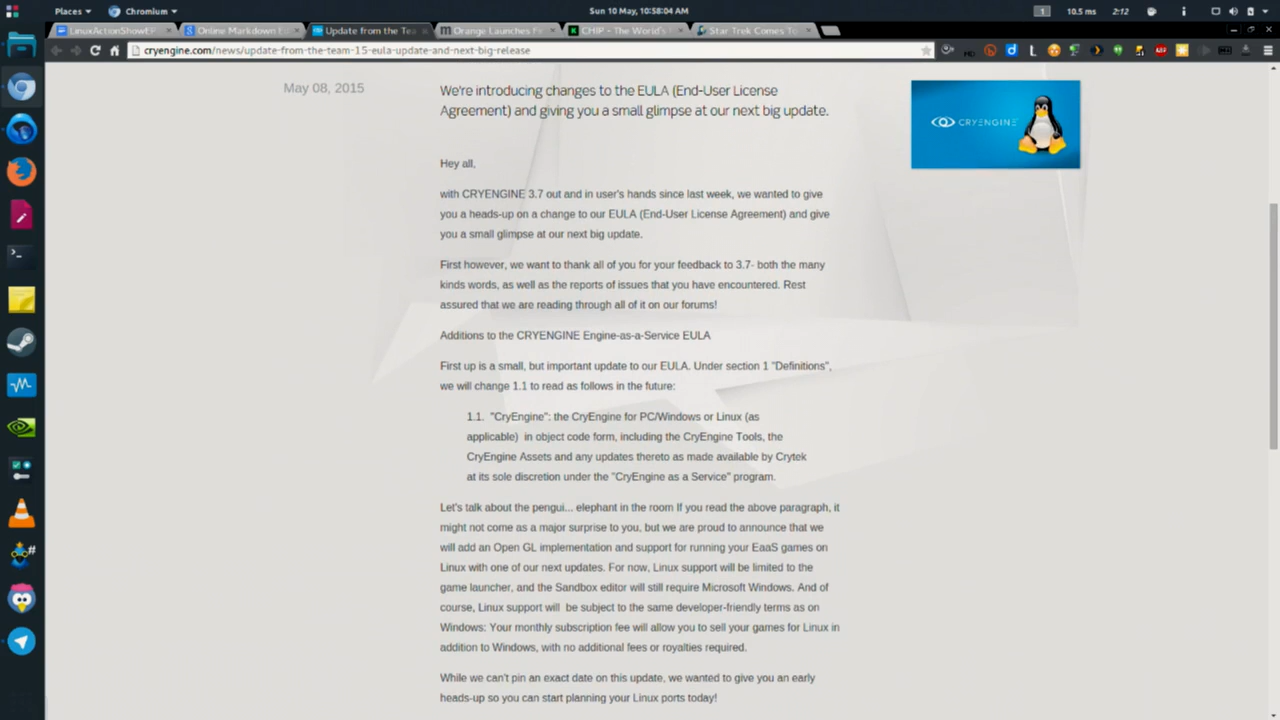 Places
Chromium
Sun 10 May, 10:58:04 AM
1
10.5 ms
2:12
LinuxActionShowE
Online Markdown Ed
Update from the Tea
Orange Launches Fi
CHIP - The World's
Star Trek Comes To
cryengine.com/news/update-from-the-team-15-eula-update-and-next-big-release
May 08, 2015
We're introducing changes to the EULA (End-User License
Agreement) and giving you a small glimpse at our next big update.
CRYENGINE
Hey all,
with CRYENGINE 3.7 out and in user's hands since last week, we wanted to give
you a heads-up on a change to our EULA (End-User License Agreement) and give
you a small glimpse at our next big update.
First however, we want to thank all of you for your feedback to 3.7- both the many
kinds words, as well as the reports of issues that you have encountered. Rest
assured that we are reading through all of it on our forums!
Additions to the CRYENGINE Engine-as-a-Service EULA
First up is a small, but important update to our EULA. Under section 1 "Definitions",
we will change 1.1 to read as follows in the future:
1.1. "CryEngine": the CryEngine for PC/Windows or Linux (as
applicable) in object code form, including the CryEngine Tools, the
CryEngine Assets and any updates thereto as made available by Crytek
at its sole discretion under the "CryEngine as a Service" program.
Let's talk about the pengui... elephant in the room If you read the above paragraph, it
might not come as a major surprise to you, but we are proud to announce that we
will add an Open GL implementation and support for running your EaaS games on
Linux with one of our next updates. For now, Linux support will be limited to the
game launcher, and the Sandbox editor will still require Microsoft Windows. And of
course, Linux support will be subject to the same developer-friendly terms as on
Windows: Your monthly subscription fee will allow you to sell your games for Linux in
addition to Windows, with no additional fees or royalties required.
While we can't pin an exact date on this update, we wanted to give you an early
heads-up so you can start planning your Linux ports today!